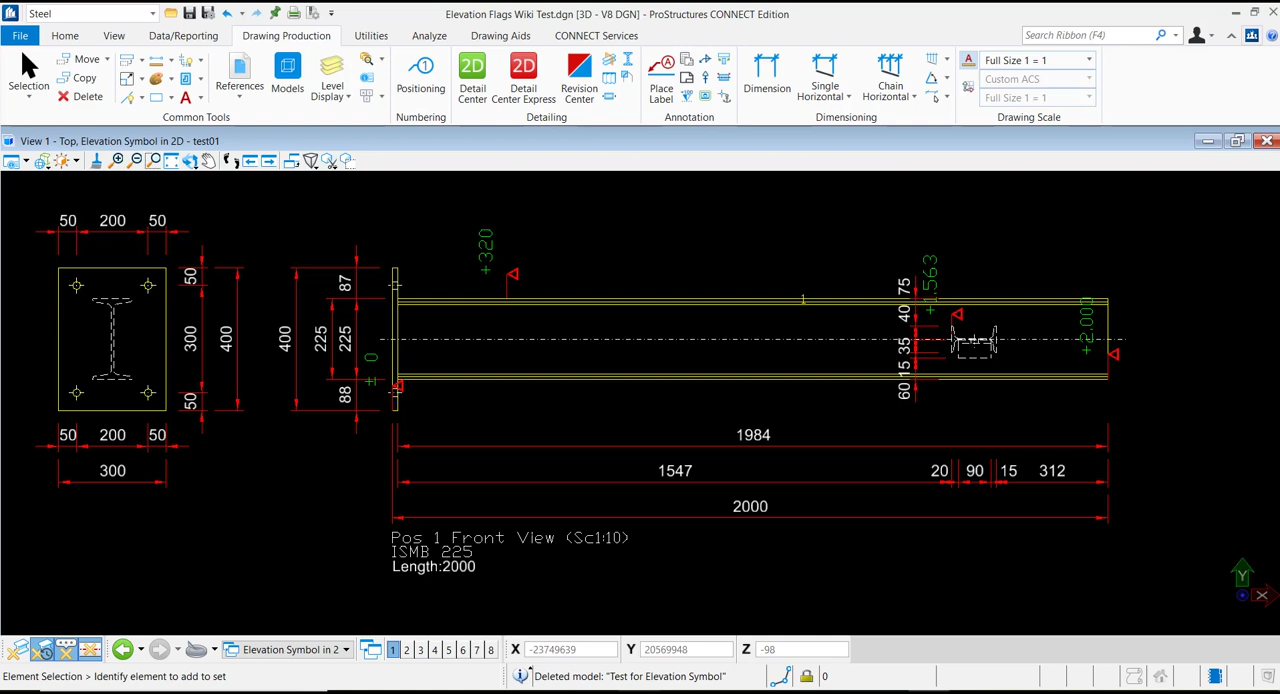 Steel
Elevation Flags Wiki Test.dgn [3D - V8 DGN] - ProStructures CONNECT Edition
File Home View Data/Reporting Drawing Production Utilities Analyze Drawing Aids CONNECT Services Search Ribbon (F4)
Selection
Move
Copy
Delete
Common Tools
References
Models
Level Display
Positioning
Numbering
2D
Detail Center
2D
Detail Center Express
Revision Center
Detailing
Place Label
Annotation
Dimension
Single Horizontal
Chain Horizontal
Dimensioning
Full Size 1 = 1
Custom ACS
Full Size 1 = 1
Drawing Scale
View 1 - Top, Elevation Symbol in 2D - test01
50 200 50
50
300
400
50
50 200 50
300
400
225
87
225
88
± 0
+320
1
75
40
35
15
60
+1.563
+2.000
1984
1547 20 90 15 312
2000
Pos 1 Front View (Sc1:10)
ISMB 225
Length:2000
Y
X
Elevation Symbol in 2
1 2 3 4 5 6 7 8
X -23749639 Y 20569948 Z -98
Element Selection > Identify element to add to set
Deleted model: "Test for Elevation Symbol"
0